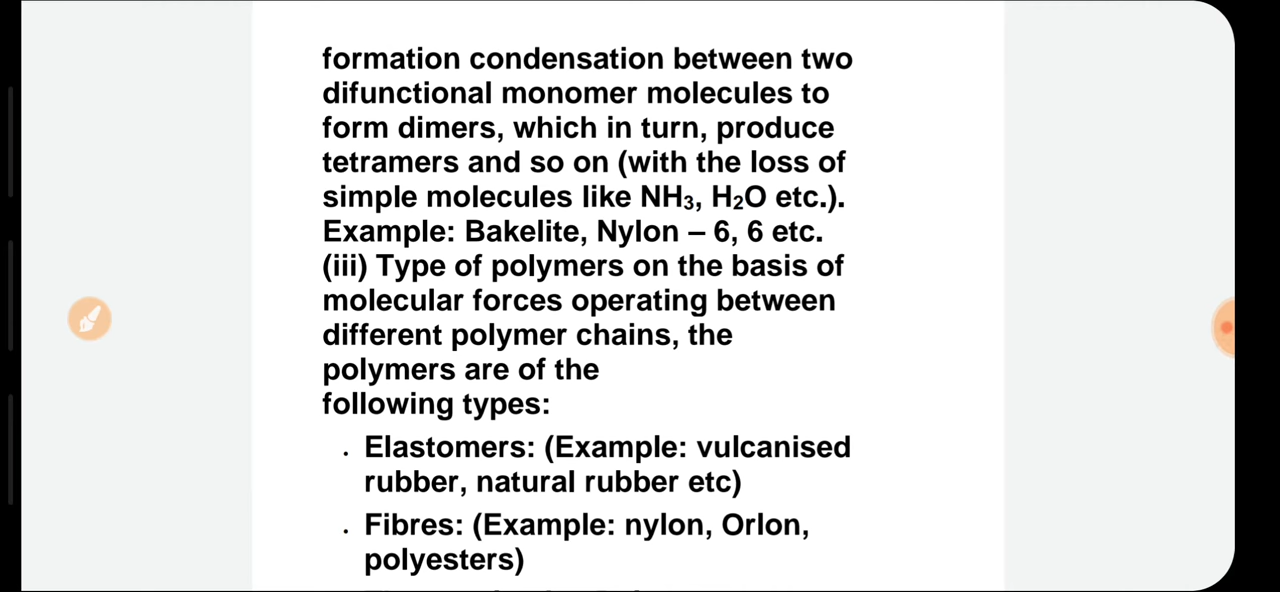 formation condensation between two
difunctional monomer molecules to
form dimers, which in turn, produce
tetramers and so on (with the loss of
simple molecules like NH₃, H₂O etc.).
Example: Bakelite, Nylon – 6, 6 etc.
(iii) Type of polymers on the basis of
molecular forces operating between
different polymer chains, the
polymers are of the
following types:
. Elastomers: (Example: vulcanised
rubber, natural rubber etc)
. Fibres: (Example: nylon, Orlon,
polyesters)